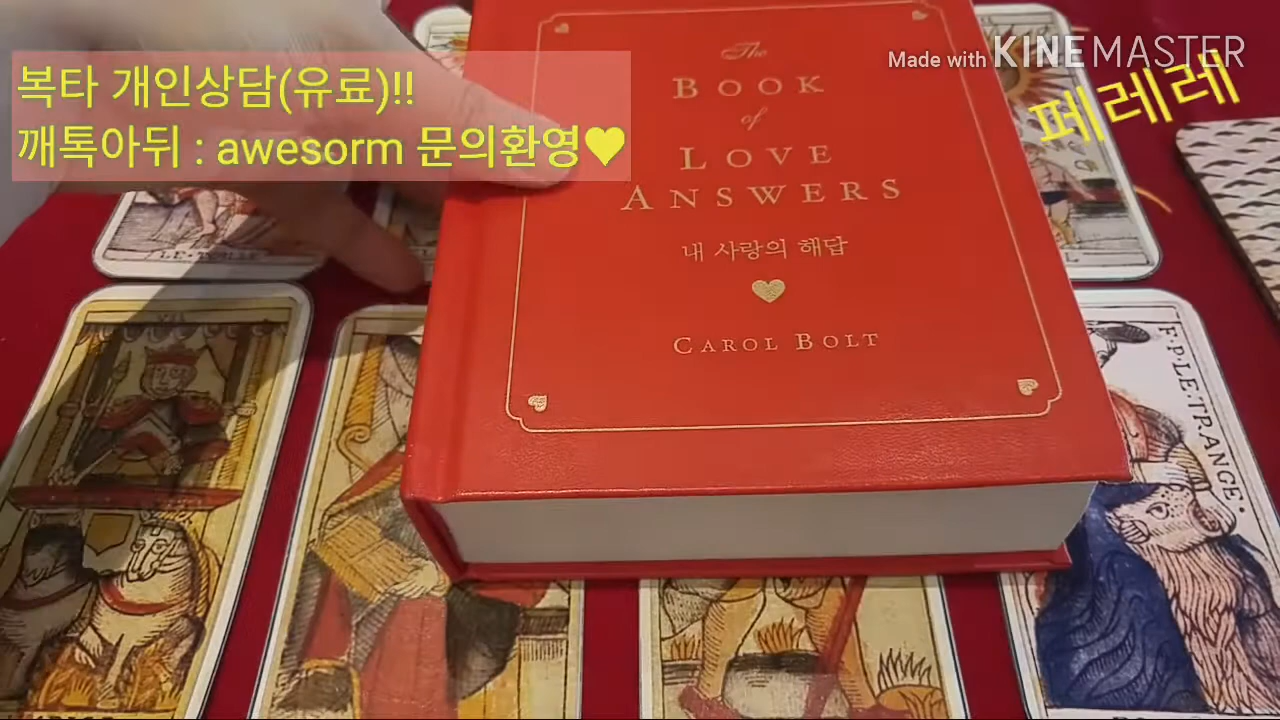 복타 개인상담(유료)!!
깨톡아뒤 : awesorm 문의환영♥
Made with KINEMASTER
페레레
The
BOOK
of
LOVE
ANSWERS
내 사랑의 해답
CAROL BOLT
F·P·LE·TRANGE·